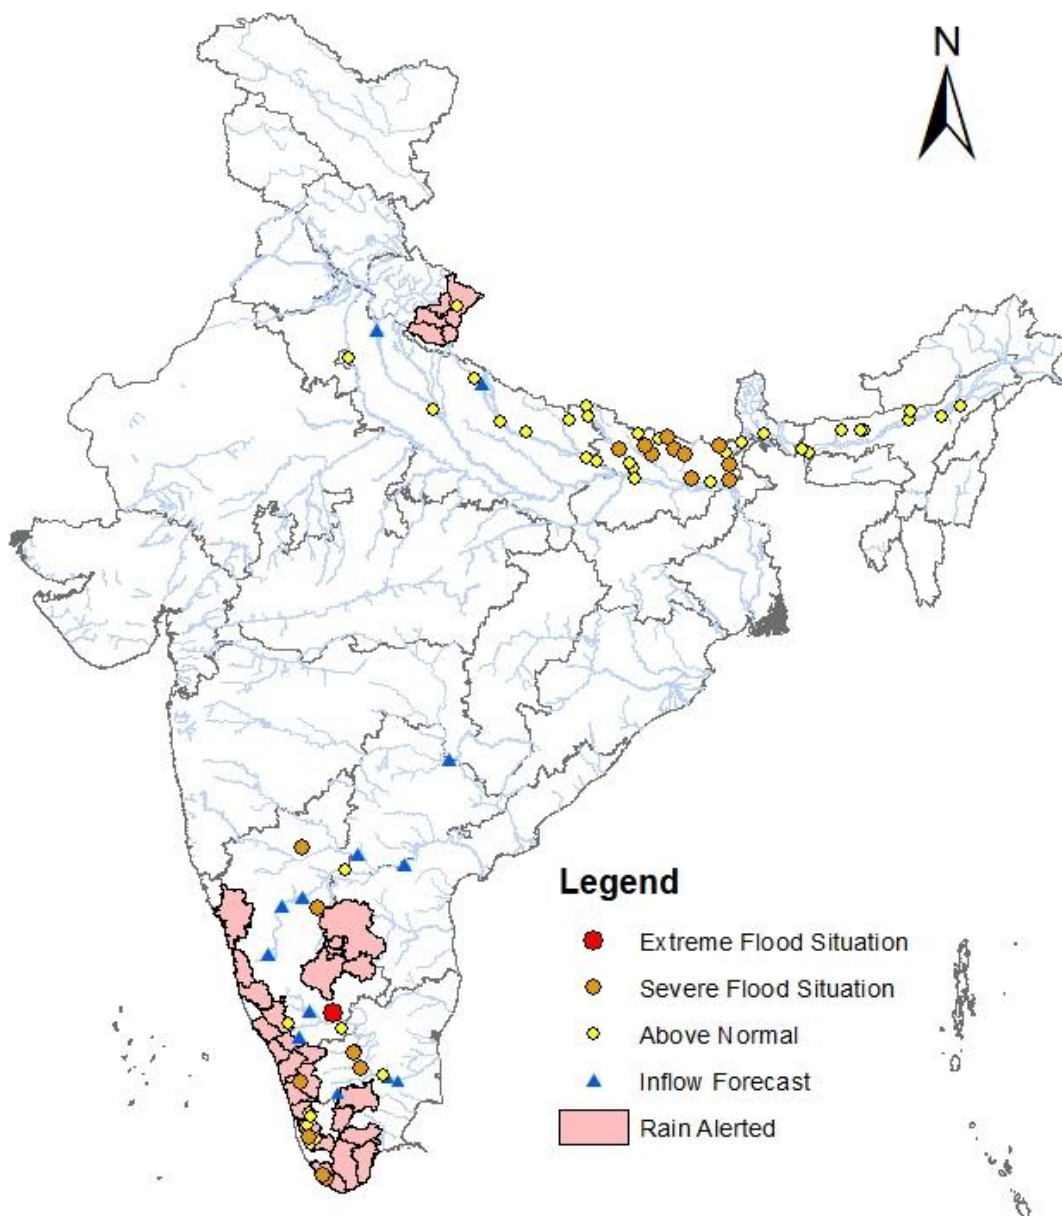 N
Legend
Extreme Flood Situation
Severe Flood Situation
Above Normal
Inflow Forecast
Rain Alerted